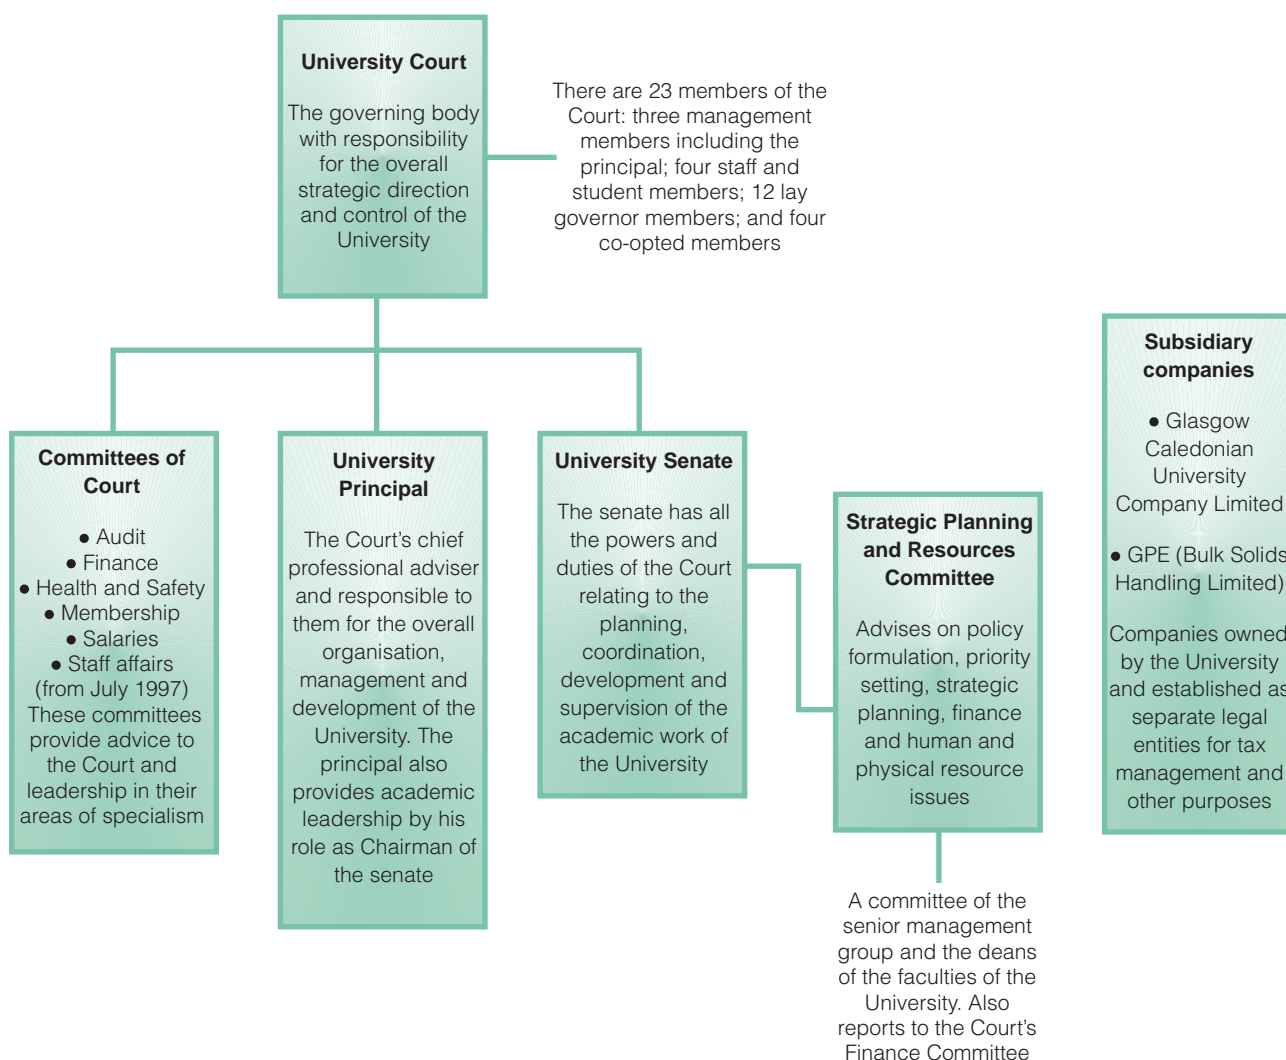 University Court
The governing body
with responsibility
for the overall
strategic direction
and control of the
University
There are 23 members of the
Court: three management
members including the
principal; four staff and
student members; 12 lay
governor members; and four
co-opted members
Committees of
Court
● Audit
● Finance
● Health and Safety
● Membership
● Salaries
● Staff affairs
(from July 1997)
These committees
provide advice to
the Court and
leadership in their
areas of specialism
University
Principal
The Court’s chief
professional adviser
and responsible to
them for the overall
organisation,
management and
development of the
University. The
principal also
provides academic
leadership by his
role as Chairman of
the senate
University Senate
The senate has all
the powers and
duties of the Court
relating to the
planning,
coordination,
development and
supervision of the
academic work of
the University
Strategic Planning
and Resources
Committee
Advises on policy
formulation, priority
setting, strategic
planning, finance
and human and
physical resource
issues
A committee of the
senior management
group and the deans
of the faculties of the
University. Also
reports to the Court’s
Finance Committee
Subsidiary
companies
● Glasgow
Caledonian
University
Company Limited
● GPE (Bulk Solids
Handling Limited)
Companies owned
by the University
and established as
separate legal
entities for tax
management and
other purposes